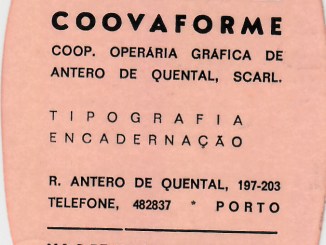 COOVAFORME
COOP. OPERÁRIA GRÁFICA DE
ANTERO DE QUENTAL, SCARL.
TIPOGRAFIA
ENCADERNAÇÃO
R. ANTERO DE QUENTAL, 197-203
TELEFONE, 482837 * PORTO